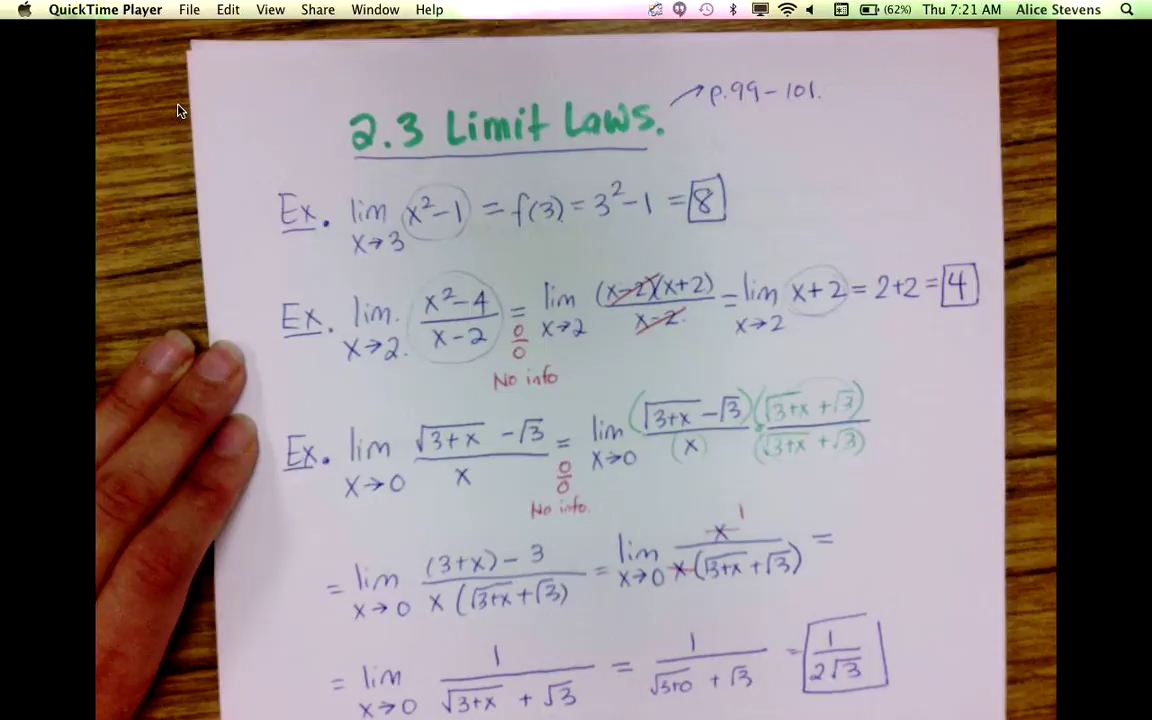 QuickTime Player File Edit View Share Window Help (62%) Thu 7:21 AM Alice Stevens
→ p.99-101.
2.3 Limit Laws.
Ex. lim x→3 x²-1 = f(3) = 3²-1 = 8
Ex. lim x→2. (x²-4)/(x-2) = lim x→2 (x-2)(x+2)/(x-2) = lim x→2 x+2 = 2+2 = 4
0/0
No info
Ex. lim x→0 (√3+x - √3)/x = lim x→0 (√3+x - √3)/(x) · (√3+x + √3)/(√3+x + √3)
0/0
No info.
= lim x→0 ((3+x)-3)/(x(√3+x + √3)) = lim x→0 x 1/(x(√3+x + √3)) =
= lim x→0 1/(√3+x + √3) = 1/(√3+0 + √3) = 1/(2√3)